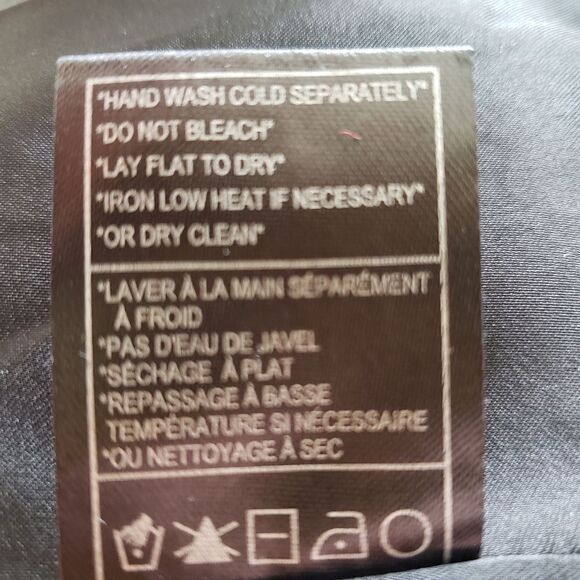 *HAND WASH COLD SEPARATELY*
*DO NOT BLEACH*
*LAY FLAT TO DRY*
*IRON LOW HEAT IF NECESSARY*
*OR DRY CLEAN*
*LAVER À LA MAIN SÉPARÉMENT
À FROID
*PAS D'EAU DE JAVEL
*SÉCHAGE À PLAT
*REPASSAGE À BASSE
TEMPÉRATURE SI NÉCESSAIRE
*OU NETTOYAGE À SEC